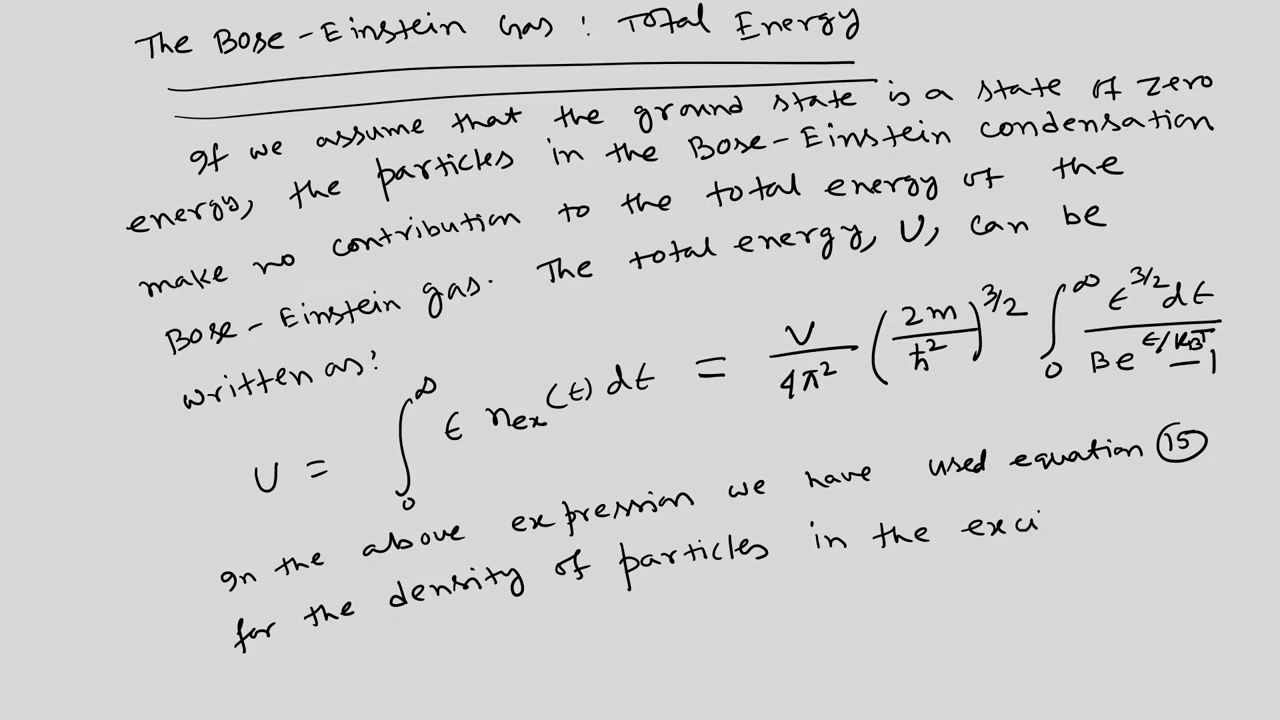 The Bose-Einstein Gas : Total Energy
If we assume that the ground state is a state of zero
energy, the particles in the Bose-Einstein condensation
make no contribution to the total energy of the
Bose-Einstein gas. The total energy, U, can be
written as:
U = ∫₀^∞ ϵ n_ex(ϵ) dϵ = V/4π² (2m/ħ²)^3/2 ∫₀^∞ ϵ^3/2 dϵ / (B e^(ϵ/k_BT) − 1)
In the above expression we have used equation ⑮
for the density of particles in the exci